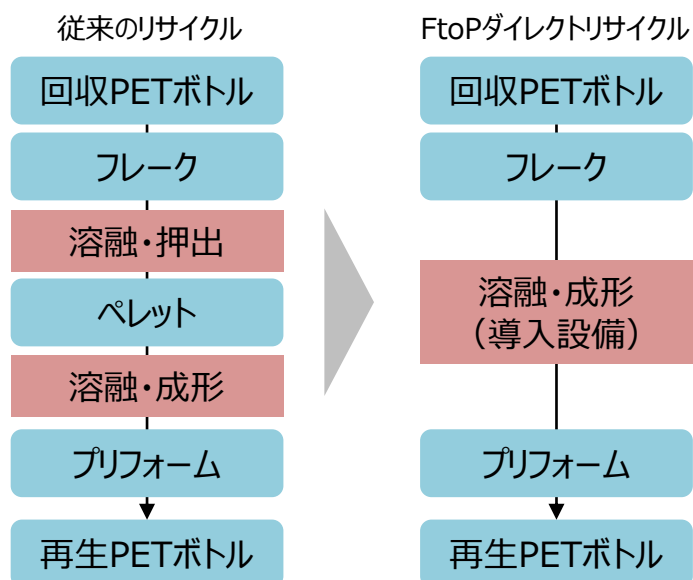 従来のリサイクル
回収PETボトル
フレーク
溶融・押出
ペレット
溶融・成形
プリフォーム
再生PETボトル
FtoPダイレクトリサイクル
回収PETボトル
フレーク
溶融・成形
（導入設備）
プリフォーム
再生PETボトル